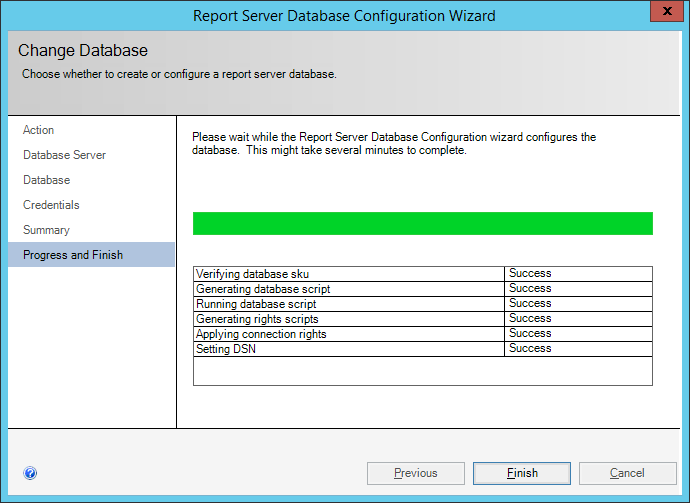 Report Server Database Configuration Wizard
x
Change Database
Choose whether to create or configure a report server database.
Action
Database Server
Database
Credentials
Summary
Progress and Finish
Please wait while the Report Server Database Configuration wizard configures the
database. This might take several minutes to complete.
Verifying database sku Success
Generating database script Success
Running database script Success
Generating rights scripts Success
Applying connection rights Success
Setting DSN Success
?
Previous
Finish
Cancel